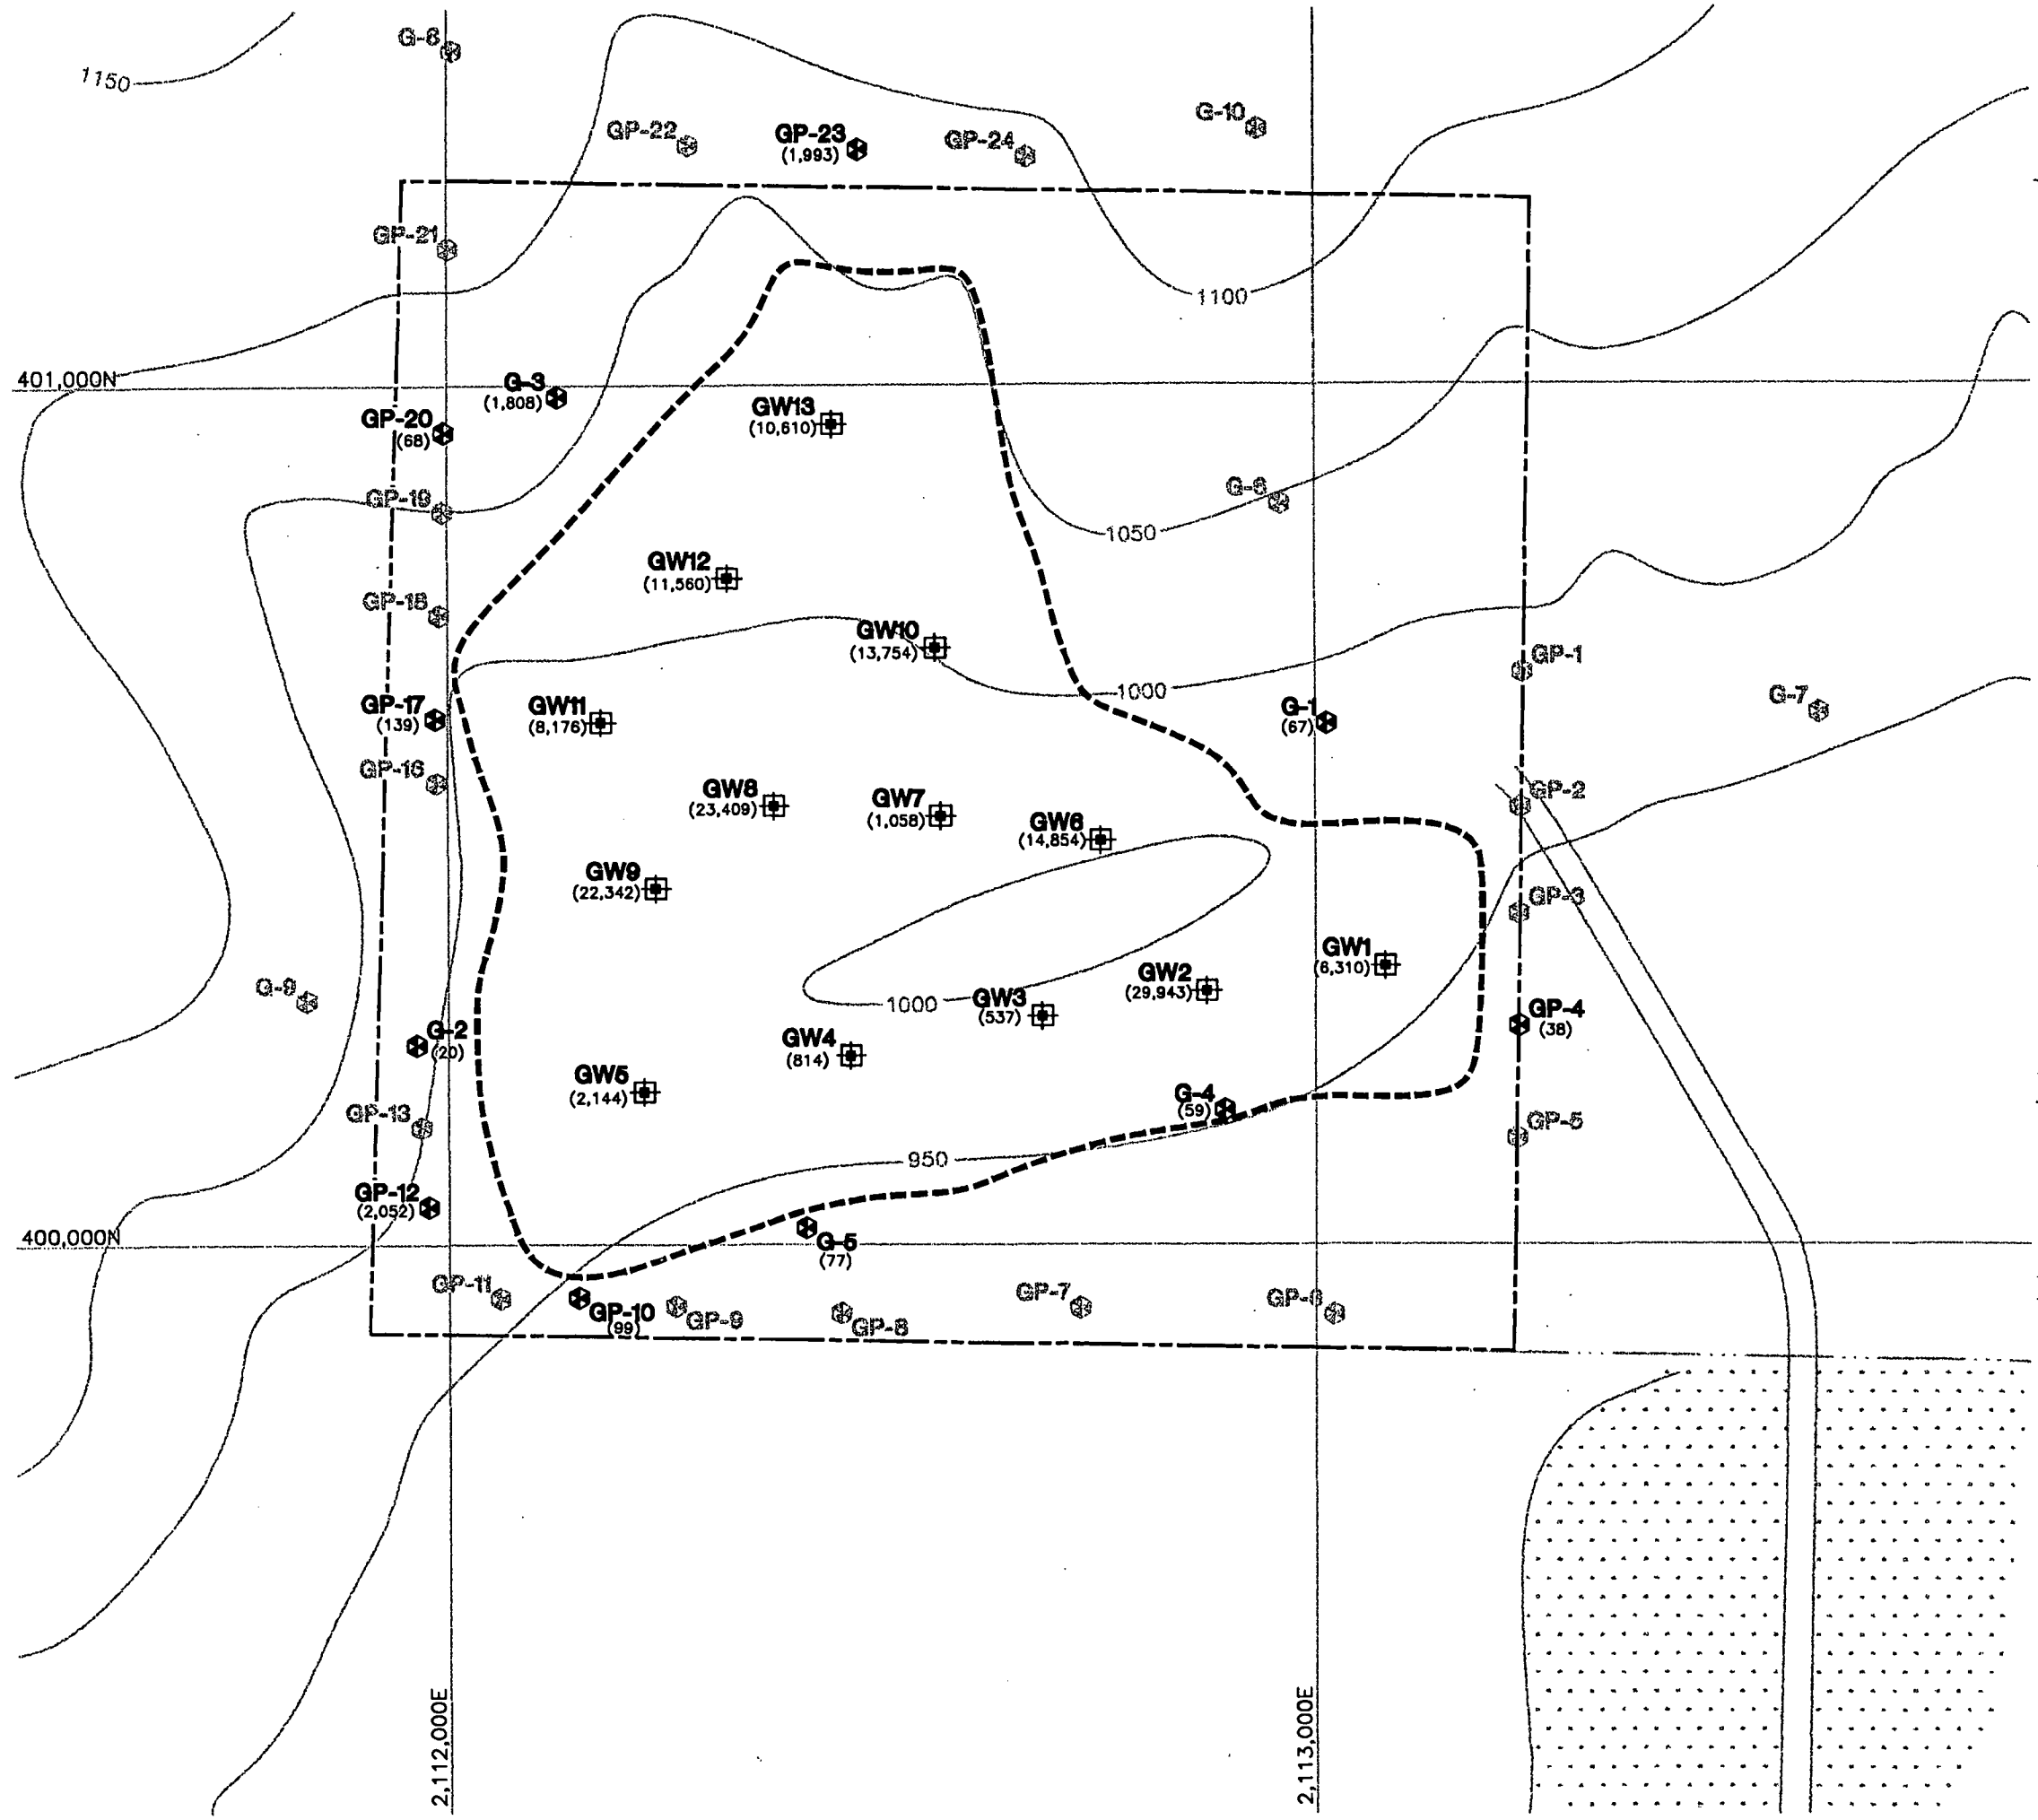 G-8
1150
G-10
GP-22
GP-23
(1,993)
GP-24
GP-21
1100
401,000N
G-3
(1,808)
GP-20
(68)
GW13
(10,610)
GP-19
G-6
1050
GW12
(11,560)
GP-18
GW10
(13,754)
GP-1
1000
G-7
GP-17
(139)
GW11
(8,176)
G-1
(67)
GP-16
GW8
(23,409)
GW7
(1,058)
GP-2
GW6
(14,854)
GW9
(22,342)
GP-3
GW1
(6,310)
GW2
(29,943)
G-9
1000
GW3
(537)
GP-4
(38)
G-2
(20)
GW4
(814)
GW5
(2,144)
G-4
(59)
GP-13
GP-5
950
GP-12
(2,052)
400,000N
G-5
(77)
GP-11
GP-10
(99)
GP-9
GP-8
GP-7
GP-6
2,112,000E
2,113,000E